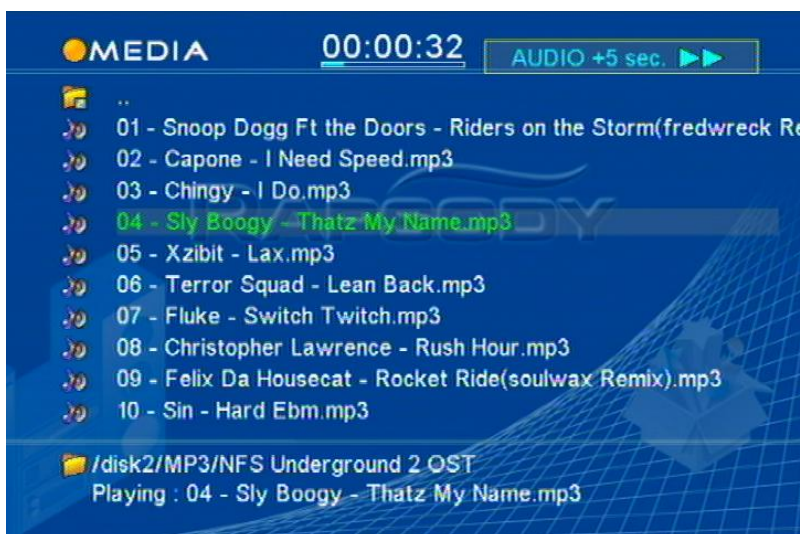 MEDIA
00:00:32
AUDIO +5 sec.
..
01 - Snoop Dogg Ft the Doors - Riders on the Storm(fredwreck Re
02 - Capone - I Need Speed.mp3
03 - Chingy - I Do.mp3
04 - Sly Boogy - Thatz My Name.mp3
RAPSODY
05 - Xzibit - Lax.mp3
06 - Terror Squad - Lean Back.mp3
07 - Fluke - Switch Twitch.mp3
08 - Christopher Lawrence - Rush Hour.mp3
09 - Felix Da Housecat - Rocket Ride(soulwax Remix).mp3
10 - Sin - Hard Ebm.mp3
/disk2/MP3/NFS Underground 2 OST
Playing : 04 - Sly Boogy - Thatz My Name.mp3